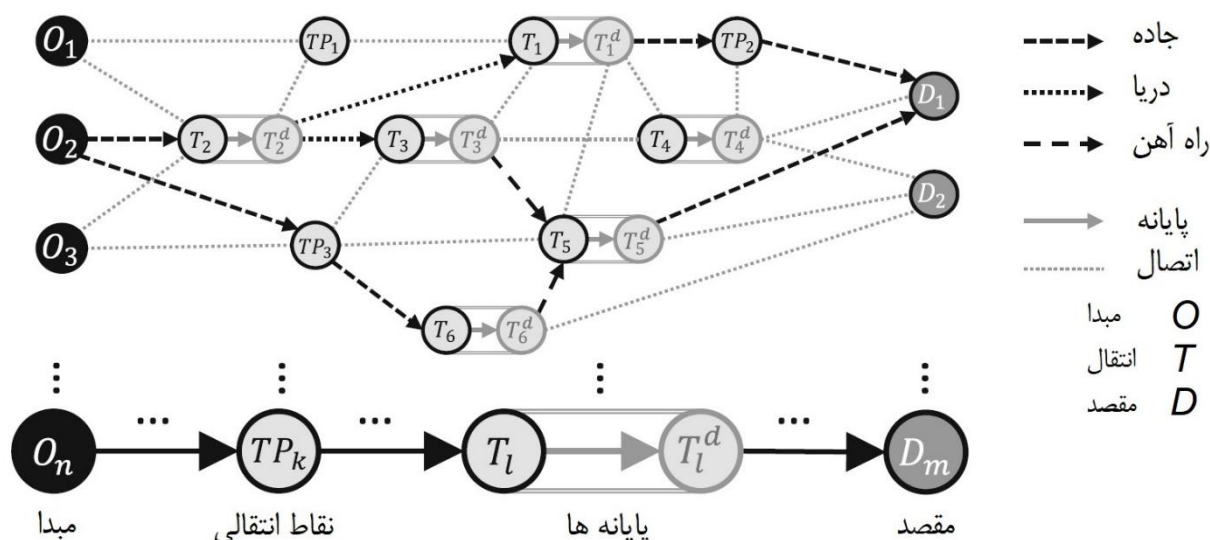 O₁ TP₁ T₁ T₁ᵈ TP₂ D₁
O₂ T₂ T₂ᵈ T₃ T₃ᵈ T₄ T₄ᵈ D₂
O₃ TP₃ T₅ T₅ᵈ
T₆ T₆ᵈ
جاده
دریا
راه آهن
پایانه
اتصال
مبدا O
انتقال T
مقصد D
⋮ ⋮ ⋮ ⋮
Oₙ ... TPₖ ... Tₗ Tₗᵈ ... Dₘ
مبدا
نقاط انتقالی
پایانه ها
مقصد